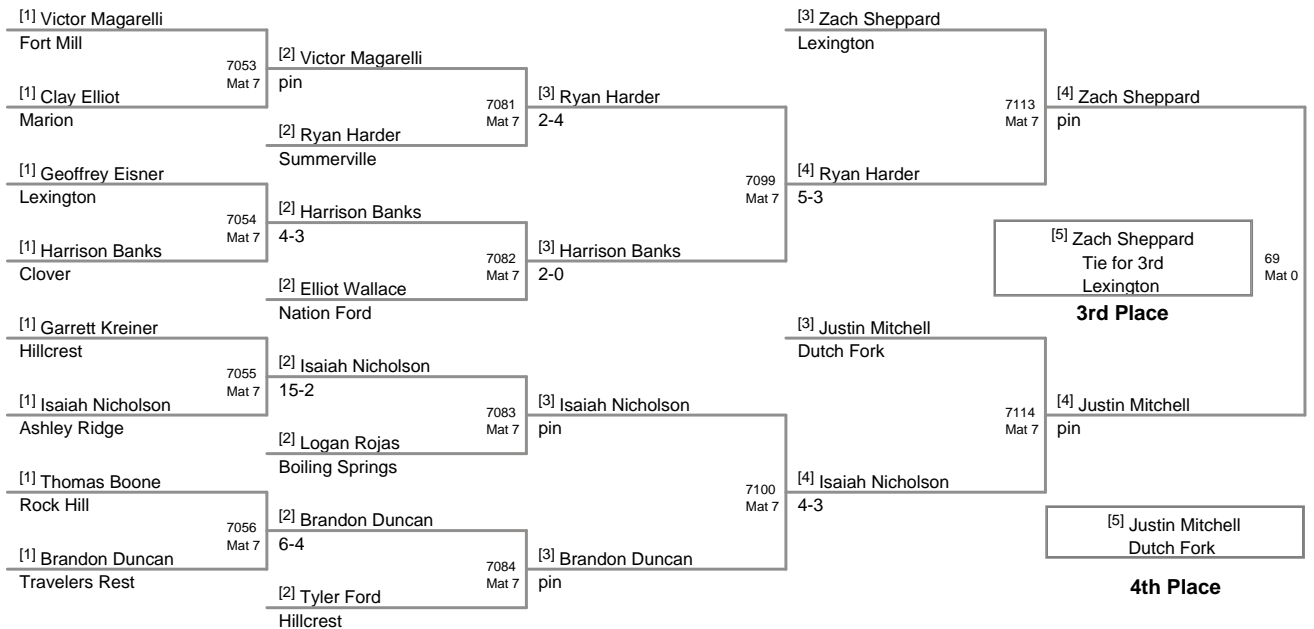 [1] Victor Magarelli
Fort Mill
7053
Mat 7
[1] Clay Elliot
Marion
[1] Geoffrey Eisner
Lexington
7054
Mat 7
[1] Harrison Banks
Clover
[1] Garrett Kreiner
Hillcrest
7055
Mat 7
[1] Isaiah Nicholson
Ashley Ridge
[1] Thomas Boone
Rock Hill
7056
Mat 7
[1] Brandon Duncan
Travelers Rest
[2] Victor Magarelli
pin
7081
Mat 7
[2] Ryan Harder
Summerville
[2] Harrison Banks
4-3
7082
Mat 7
[2] Elliot Wallace
Nation Ford
[2] Isaiah Nicholson
15-2
7083
Mat 7
[2] Logan Rojas
Boiling Springs
[2] Brandon Duncan
6-4
7084
Mat 7
[2] Tyler Ford
Hillcrest
[3] Ryan Harder
2-4
7099
Mat 7
[3] Harrison Banks
2-0
[3] Isaiah Nicholson
pin
7100
Mat 7
[3] Brandon Duncan
pin
[3] Zach Sheppard
Lexington
7113
Mat 7
[4] Ryan Harder
5-3
[3] Justin Mitchell
Dutch Fork
7114
Mat 7
[4] Isaiah Nicholson
4-3
[4] Zach Sheppard
pin
[5] Zach Sheppard
Tie for 3rd
Lexington
69
Mat 0
3rd Place
[4] Justin Mitchell
pin
[5] Justin Mitchell
Dutch Fork
4th Place